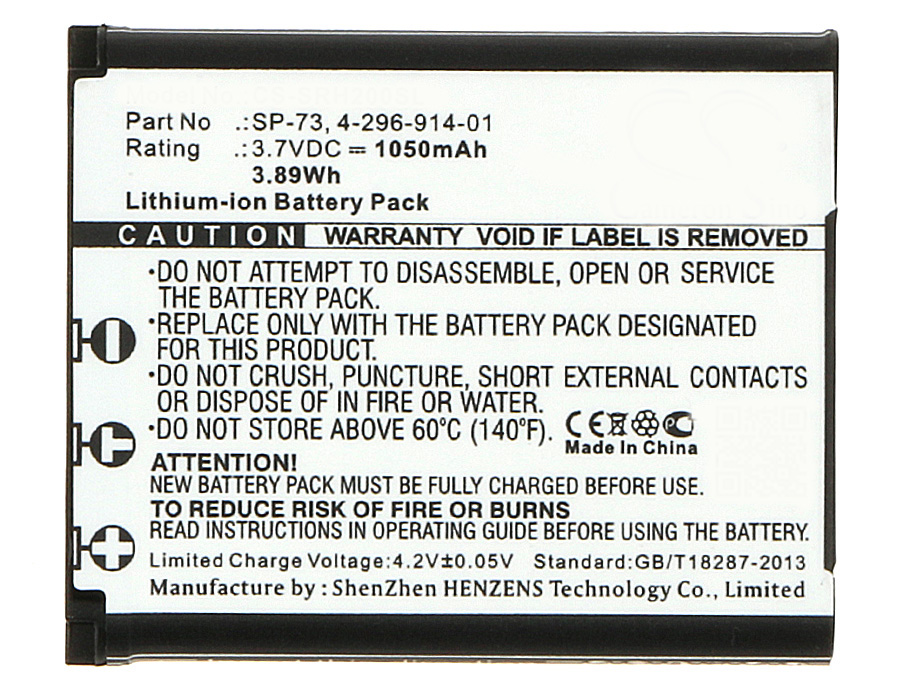 Part No .:SP-73, 4-296-914-01
Rating .:3.7VDC ⎓ 1050mAh
3.89Wh
Lithium-ion Battery Pack
CAUTION WARRANTY VOID IF LABEL IS REMOVED
•DO NOT ATTEMPT TO DISASSEMBLE, OPEN OR SERVICE
THE BATTERY PACK.
•REPLACE ONLY WITH THE BATTERY PACK DESIGNATED
FOR THIS PRODUCT.
•DO NOT CRUSH, PUNCTURE, SHORT EXTERNAL CONTACTS
OR DISPOSE OF IN FIRE OR WATER.
•DO NOT STORE ABOVE 60°C (140°F). CE
Made In China
ATTENTION!
NEW BATTERY PACK MUST BE FULLY CHARGED BEFORE USE.
TO REDUCE RISK OF FIRE OR BURNS
READ INSTRUCTIONS IN OPERATING GUIDE BEFORE USING THE BATTERY.
Limited Charge Voltage:4.2V±0.05V Standard:GB/T18287-2013
Manufacture by : ShenZhen HENZENS Technology Co., Limited